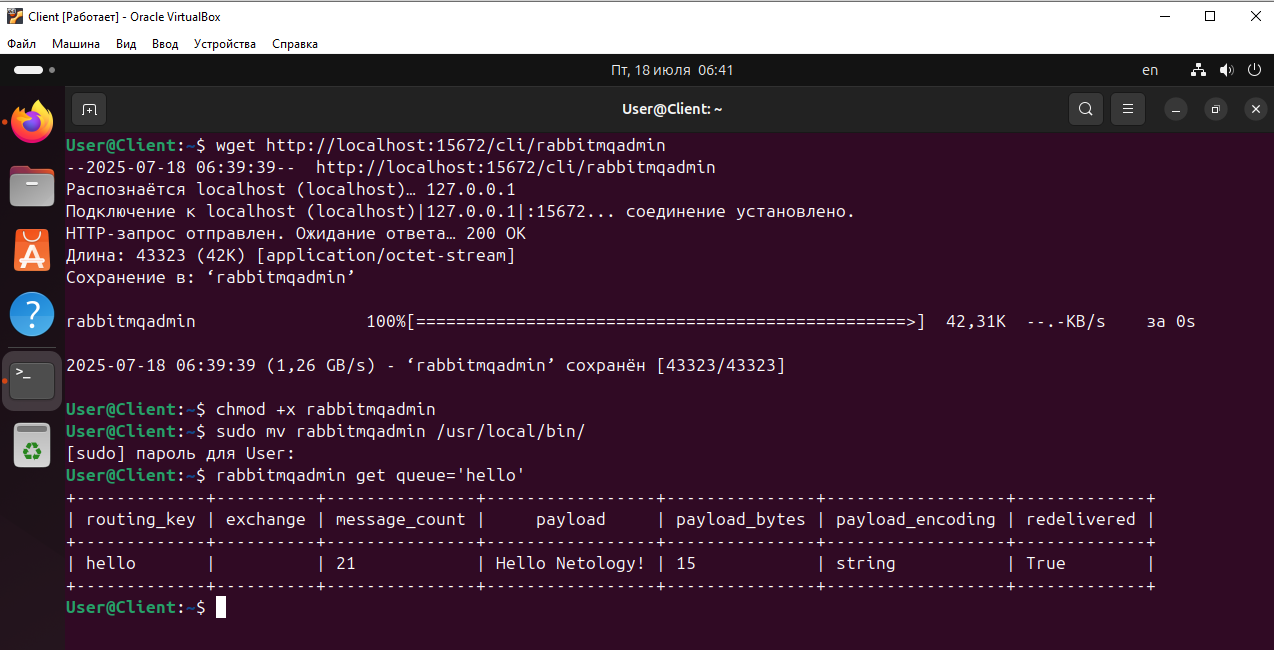 Client [Работает] - Oracle VirtualBox
Файл Машина Вид Ввод Устройства Справка
Пт, 18 июля 06:41 en
User@Client: ~
User@Client:~$ wget http://localhost:15672/cli/rabbitmqadmin
--2025-07-18 06:39:39--  http://localhost:15672/cli/rabbitmqadmin
Распознаётся localhost (localhost)… 127.0.0.1
Подключение к localhost (localhost)|127.0.0.1|:15672... соединение установлено.
HTTP-запрос отправлен. Ожидание ответа… 200 OK
Длина: 43323 (42K) [application/octet-stream]
Сохранение в: ‘rabbitmqadmin’
rabbitmqadmin                 100%[=================================================>]  42,31K  --.-KB/s    за 0s
2025-07-18 06:39:39 (1,26 GB/s) - ‘rabbitmqadmin’ сохранён [43323/43323]
User@Client:~$ chmod +x rabbitmqadmin
User@Client:~$ sudo mv rabbitmqadmin /usr/local/bin/
[sudo] пароль для User:
User@Client:~$ rabbitmqadmin get queue='hello'
+-------------+----------+---------------+-----------------+---------------+------------------+-------------+
| routing_key | exchange | message_count |     payload     | payload_bytes | payload_encoding | redelivered |
+-------------+----------+---------------+-----------------+---------------+------------------+-------------+
| hello       |          | 21            | Hello Netology! | 15            | string           | True        |
+-------------+----------+---------------+-----------------+---------------+------------------+-------------+
User@Client:~$